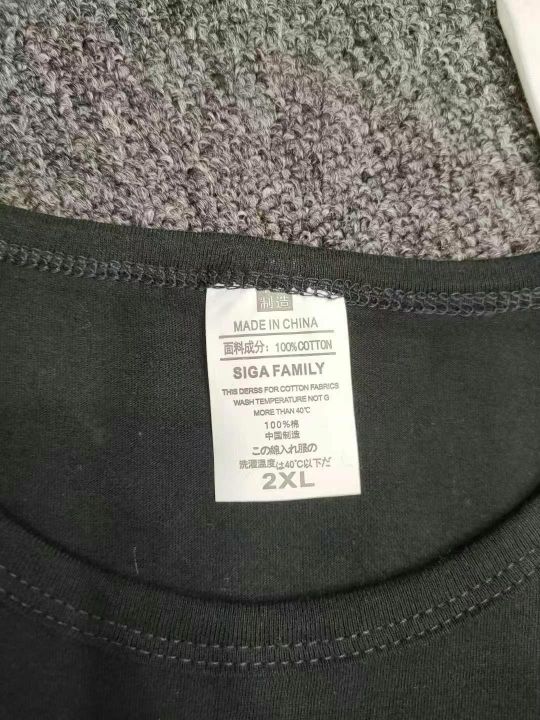 制造
MADE IN CHINA
面料成分：100%COTTON
SIGA FAMILY
THIS DERSS FOR COTTON FABRICS
WASH TEMPERATURE NOT G
MORE THAN 40℃
100%棉
中国制造
この綿入れ服の
洗濯温度は40℃以下だ
2XL